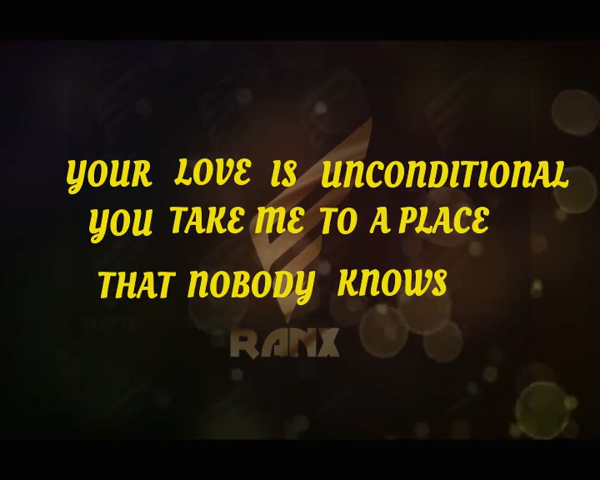 YOUR LOVE IS UNCONDITIONAL
YOU TAKE ME TO A PLACE
THAT NOBODY KNOWS
RANX